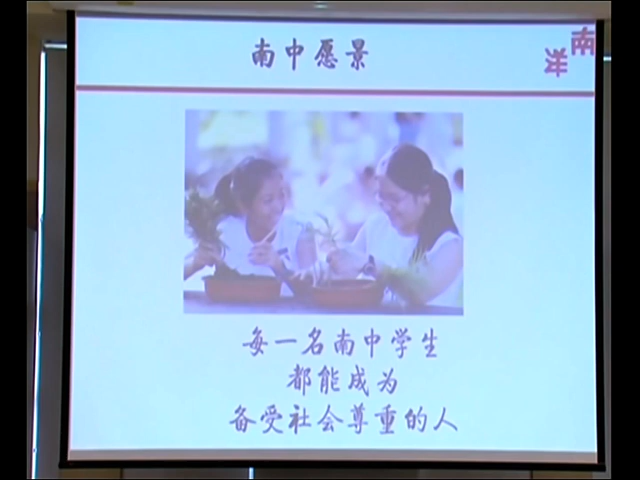 南中愿景
南
洋
每一名南中学生
都能成为
备受社会尊重的人